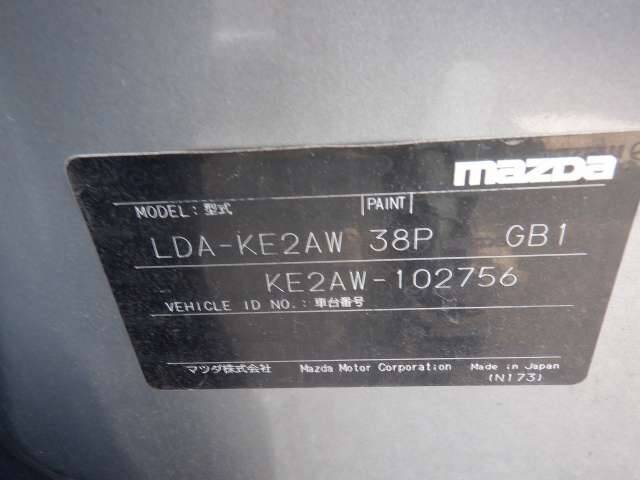 mazda
MODEL: 型式 PAINT
LDA-KE2AW 38P GB1
KE2AW-102756
VEHICLE ID NO.: 車台番号
マツダ株式会社 Mazda Motor Corporation Made in Japan
(N173)